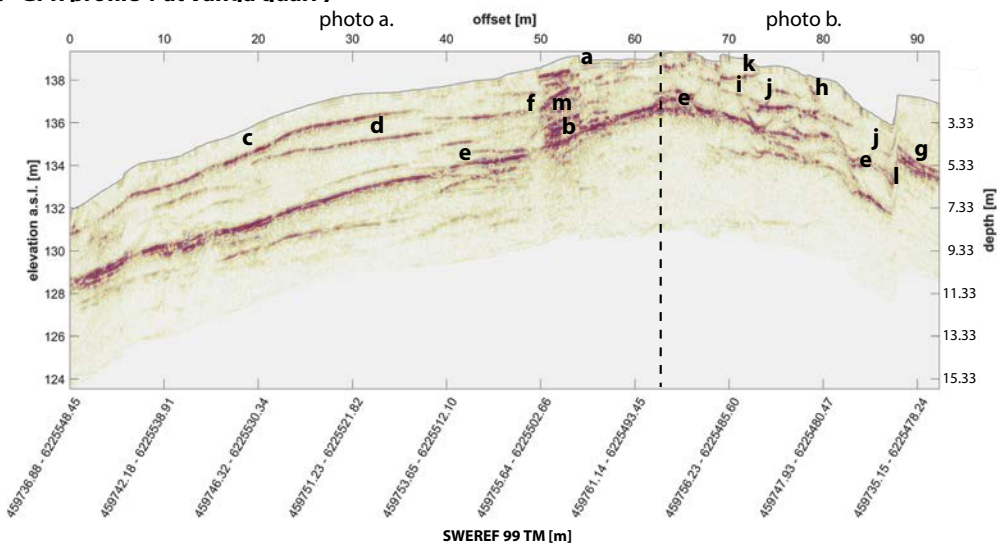 photo a. offset [m] photo b.
0 10 20 30 40 50 60 70 80 90
138
136
134
132
130
128
126
124
elevation a.s.l. [m]
3.33
5.33
7.33
9.33
11.33
13.33
15.33
depth [m]
a
k
i
j
h
f
m
e
b
c
d
e
j
e
g
l
459736.88 - 6225548.45
459742.18 - 6225538.91
459746.32 - 6225530.34
459751.23 - 6225521.82
459753.65 - 6225512.10
459755.64 - 6225502.66
459761.14 - 6225493.45
459756.23 - 6225485.60
459747.93 - 6225480.47
459735.15 - 6225478.24
SWEREF 99 TM [m]